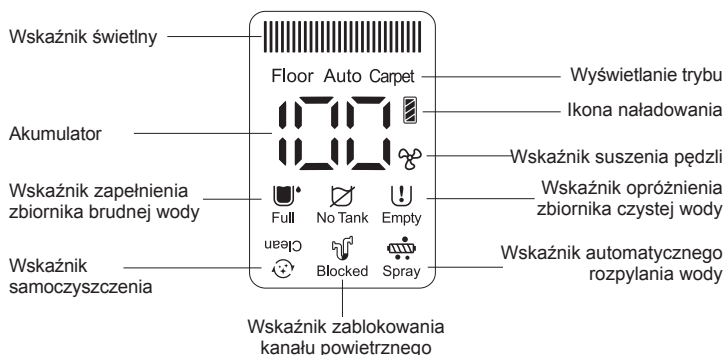 Wskaźnik świetlny
Floor Auto Carpet
Wyświetlanie trybu
Ikona naładowania
100
Akumulator
Wskaźnik suszenia pędzli
Wskaźnik zapełnienia
zbiornika brudnej wody
Full
No Tank
Empty
Wskaźnik opróżnienia
zbiornika czystej wody
Clean
Blocked
Spray
Wskaźnik
samoczyszczenia
Wskaźnik automatycznego
rozpylania wody
Wskaźnik zablokowania
kanału powietrznego